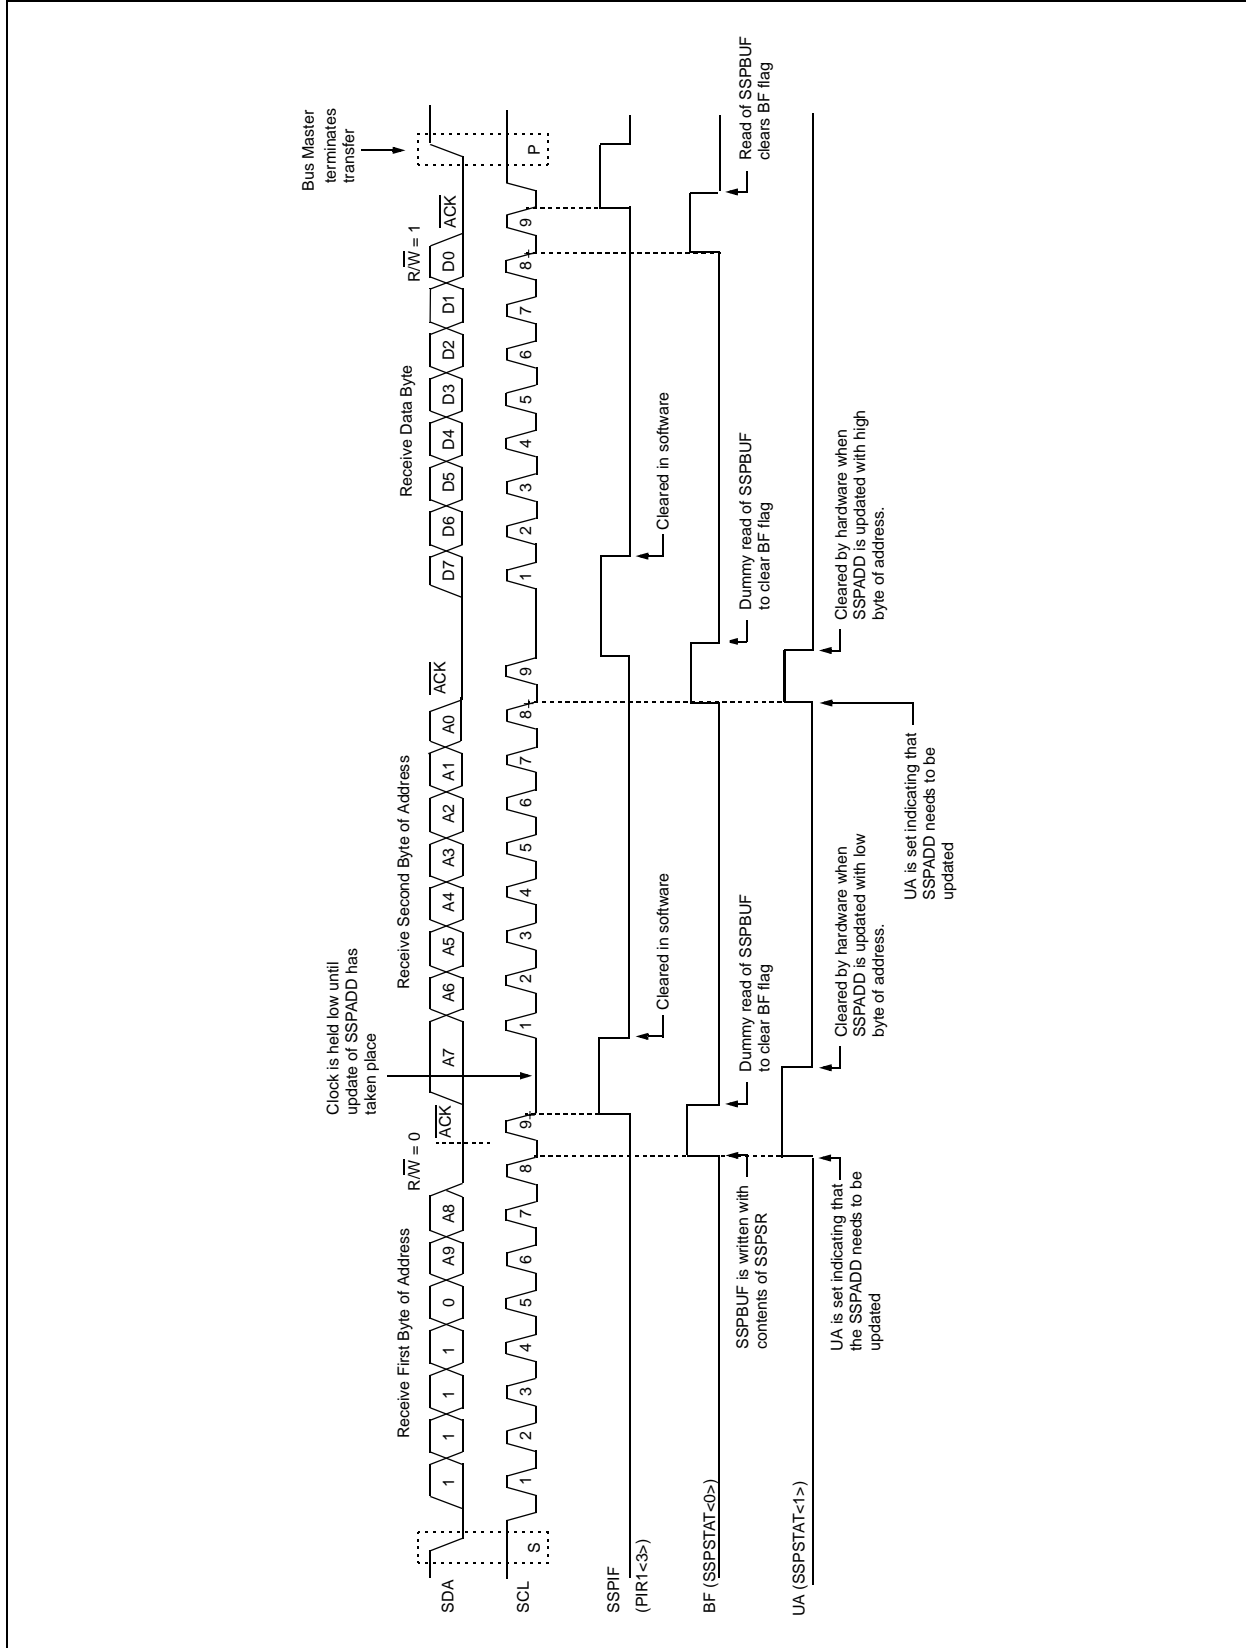 Bus Master
terminates
transfer
Clock is held low until
update of SSPADD has
taken place
Receive First Byte of Address
R/W = 0
Receive Second Byte of Address
Receive Data Byte
R/W = 1
SDA
1
1
1
1
0
A9
A8
ACK
A7
A6
A5
A4
A3
A2
A1
A0
ACK
D7
D6
D5
D4
D3
D2
D1
D0
ACK
SCL
S
1
2
3
4
5
6
7
8
9
1
2
3
4
5
6
7
8
9
1
2
3
4
5
6
7
8
9
P
SSPIF
(PIR1<3>)
Cleared in software
Cleared in software
BF (SSPSTAT<0>)
SSPBUF is written with
contents of SSPSR
Dummy read of SSPBUF
to clear BF flag
Dummy read of SSPBUF
to clear BF flag
Read of SSPBUF
clears BF flag
UA (SSPSTAT<1>)
UA is set indicating that
the SSPADD needs to be
updated
Cleared by hardware when
SSPADD is updated with low
byte of address.
UA is set indicating that
SSPADD needs to be
updated
Cleared by hardware when
SSPADD is updated with high
byte of address.